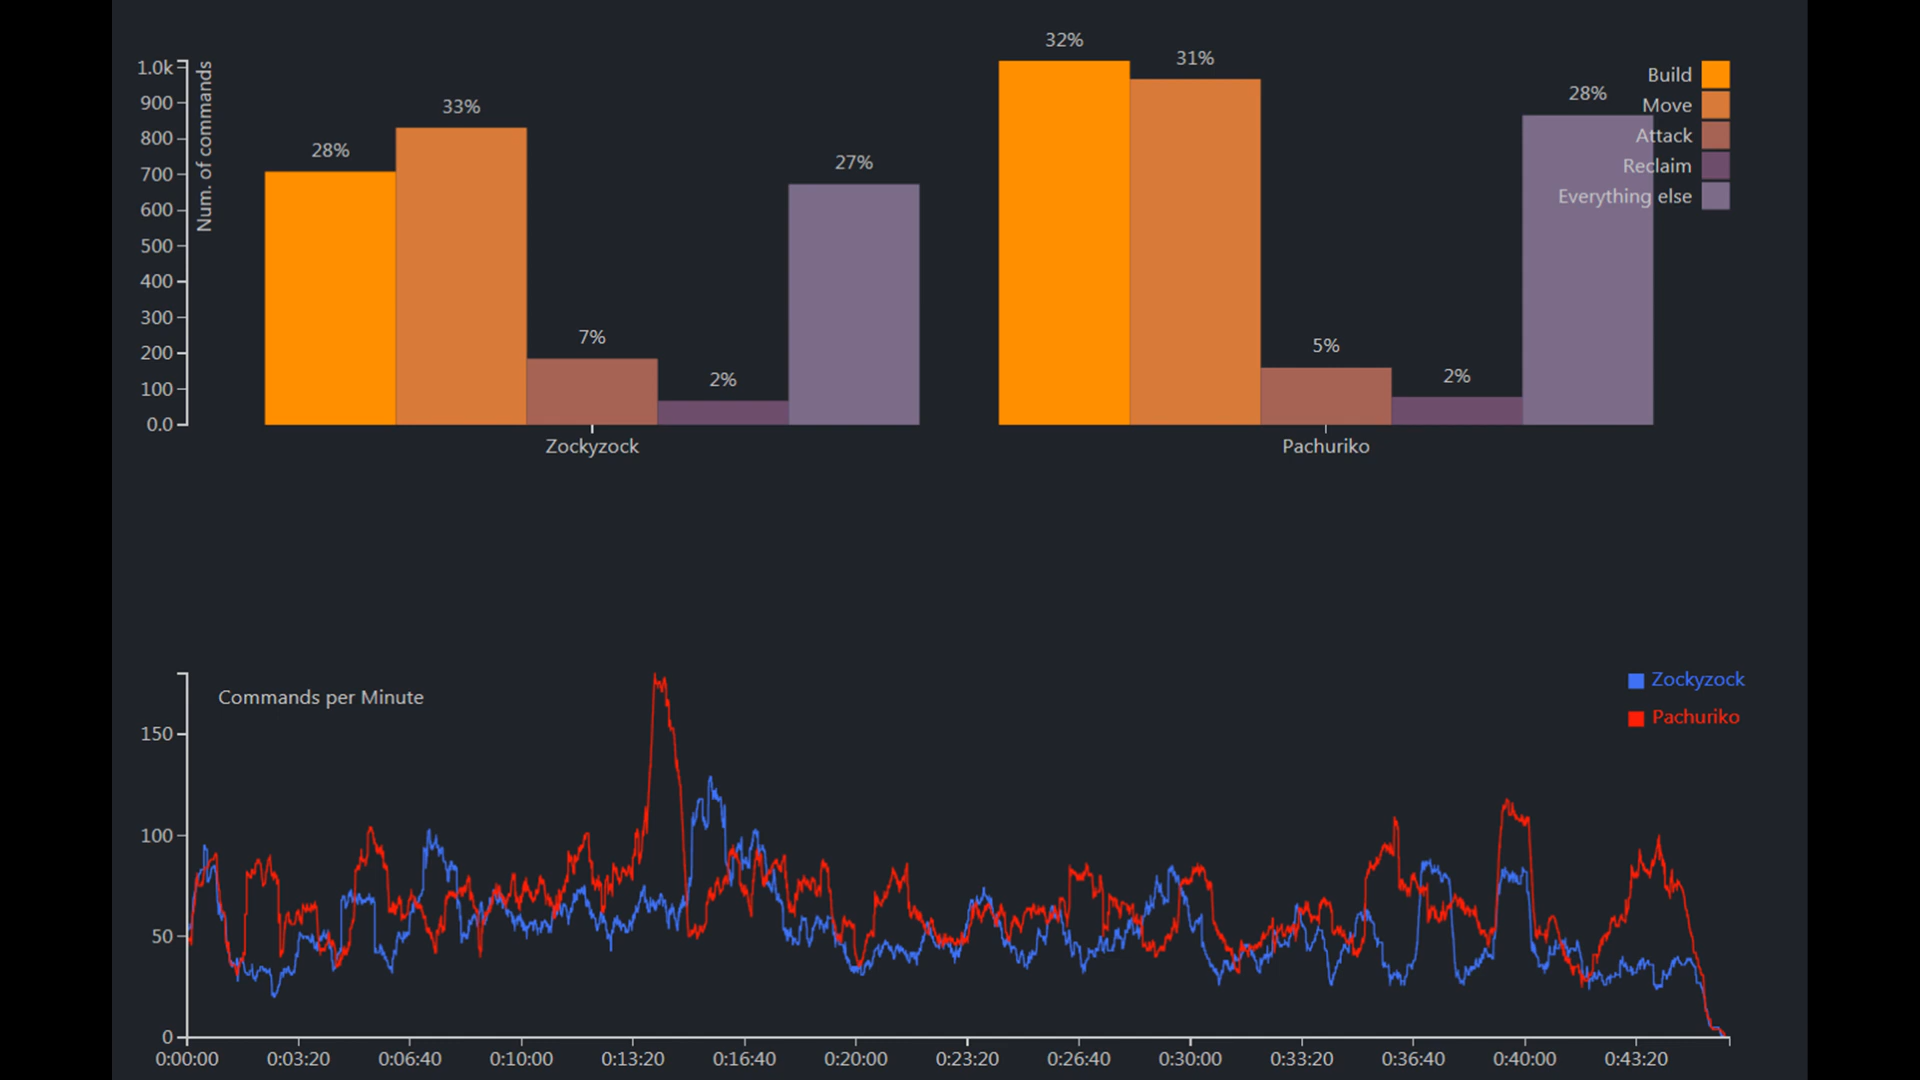 32%
31%
1.0k
Build
28%
900
33%
Move
800
28%
Attack
700
27%
Reclaim
600
Everything else
Num. of commands
500
400
300
7%
5%
200
2%
2%
100
0.0
Zockyzock
Pachuriko
Commands per Minute
Zockyzock
Pachuriko
150
100
50
0
0:00:00 0:03:20 0:06:40 0:10:00 0:13:20 0:16:40 0:20:00 0:23:20 0:26:40 0:30:00 0:33:20 0:36:40 0:40:00 0:43:20